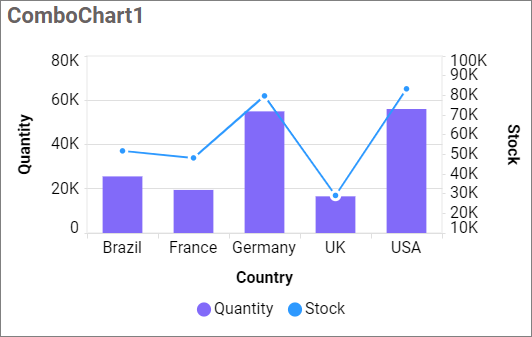 ComboChart1
Quantity
80K
60K
40K
20K
0
100K
90K
80K
70K
60K
50K
40K
30K
20K
10K
Stock
Brazil France Germany UK USA
Country
Quantity Stock